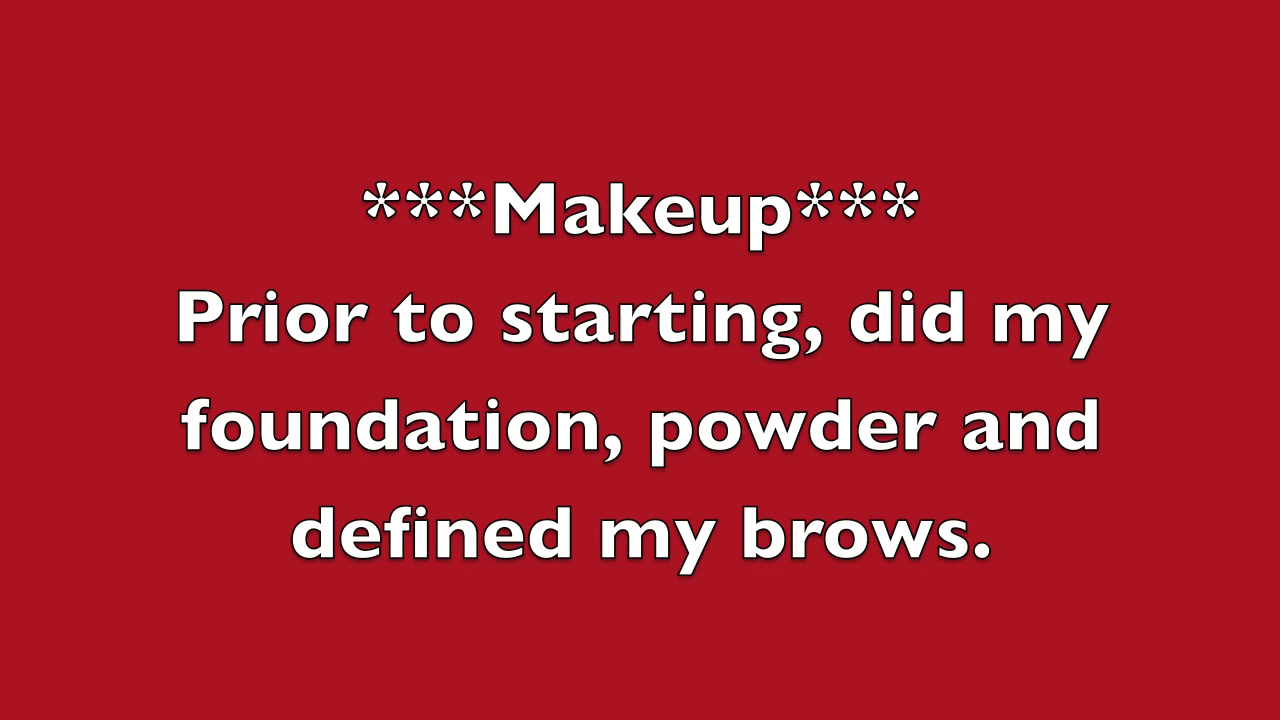 ***Makeup***
Prior to starting, did my
foundation, powder and
defined my brows.